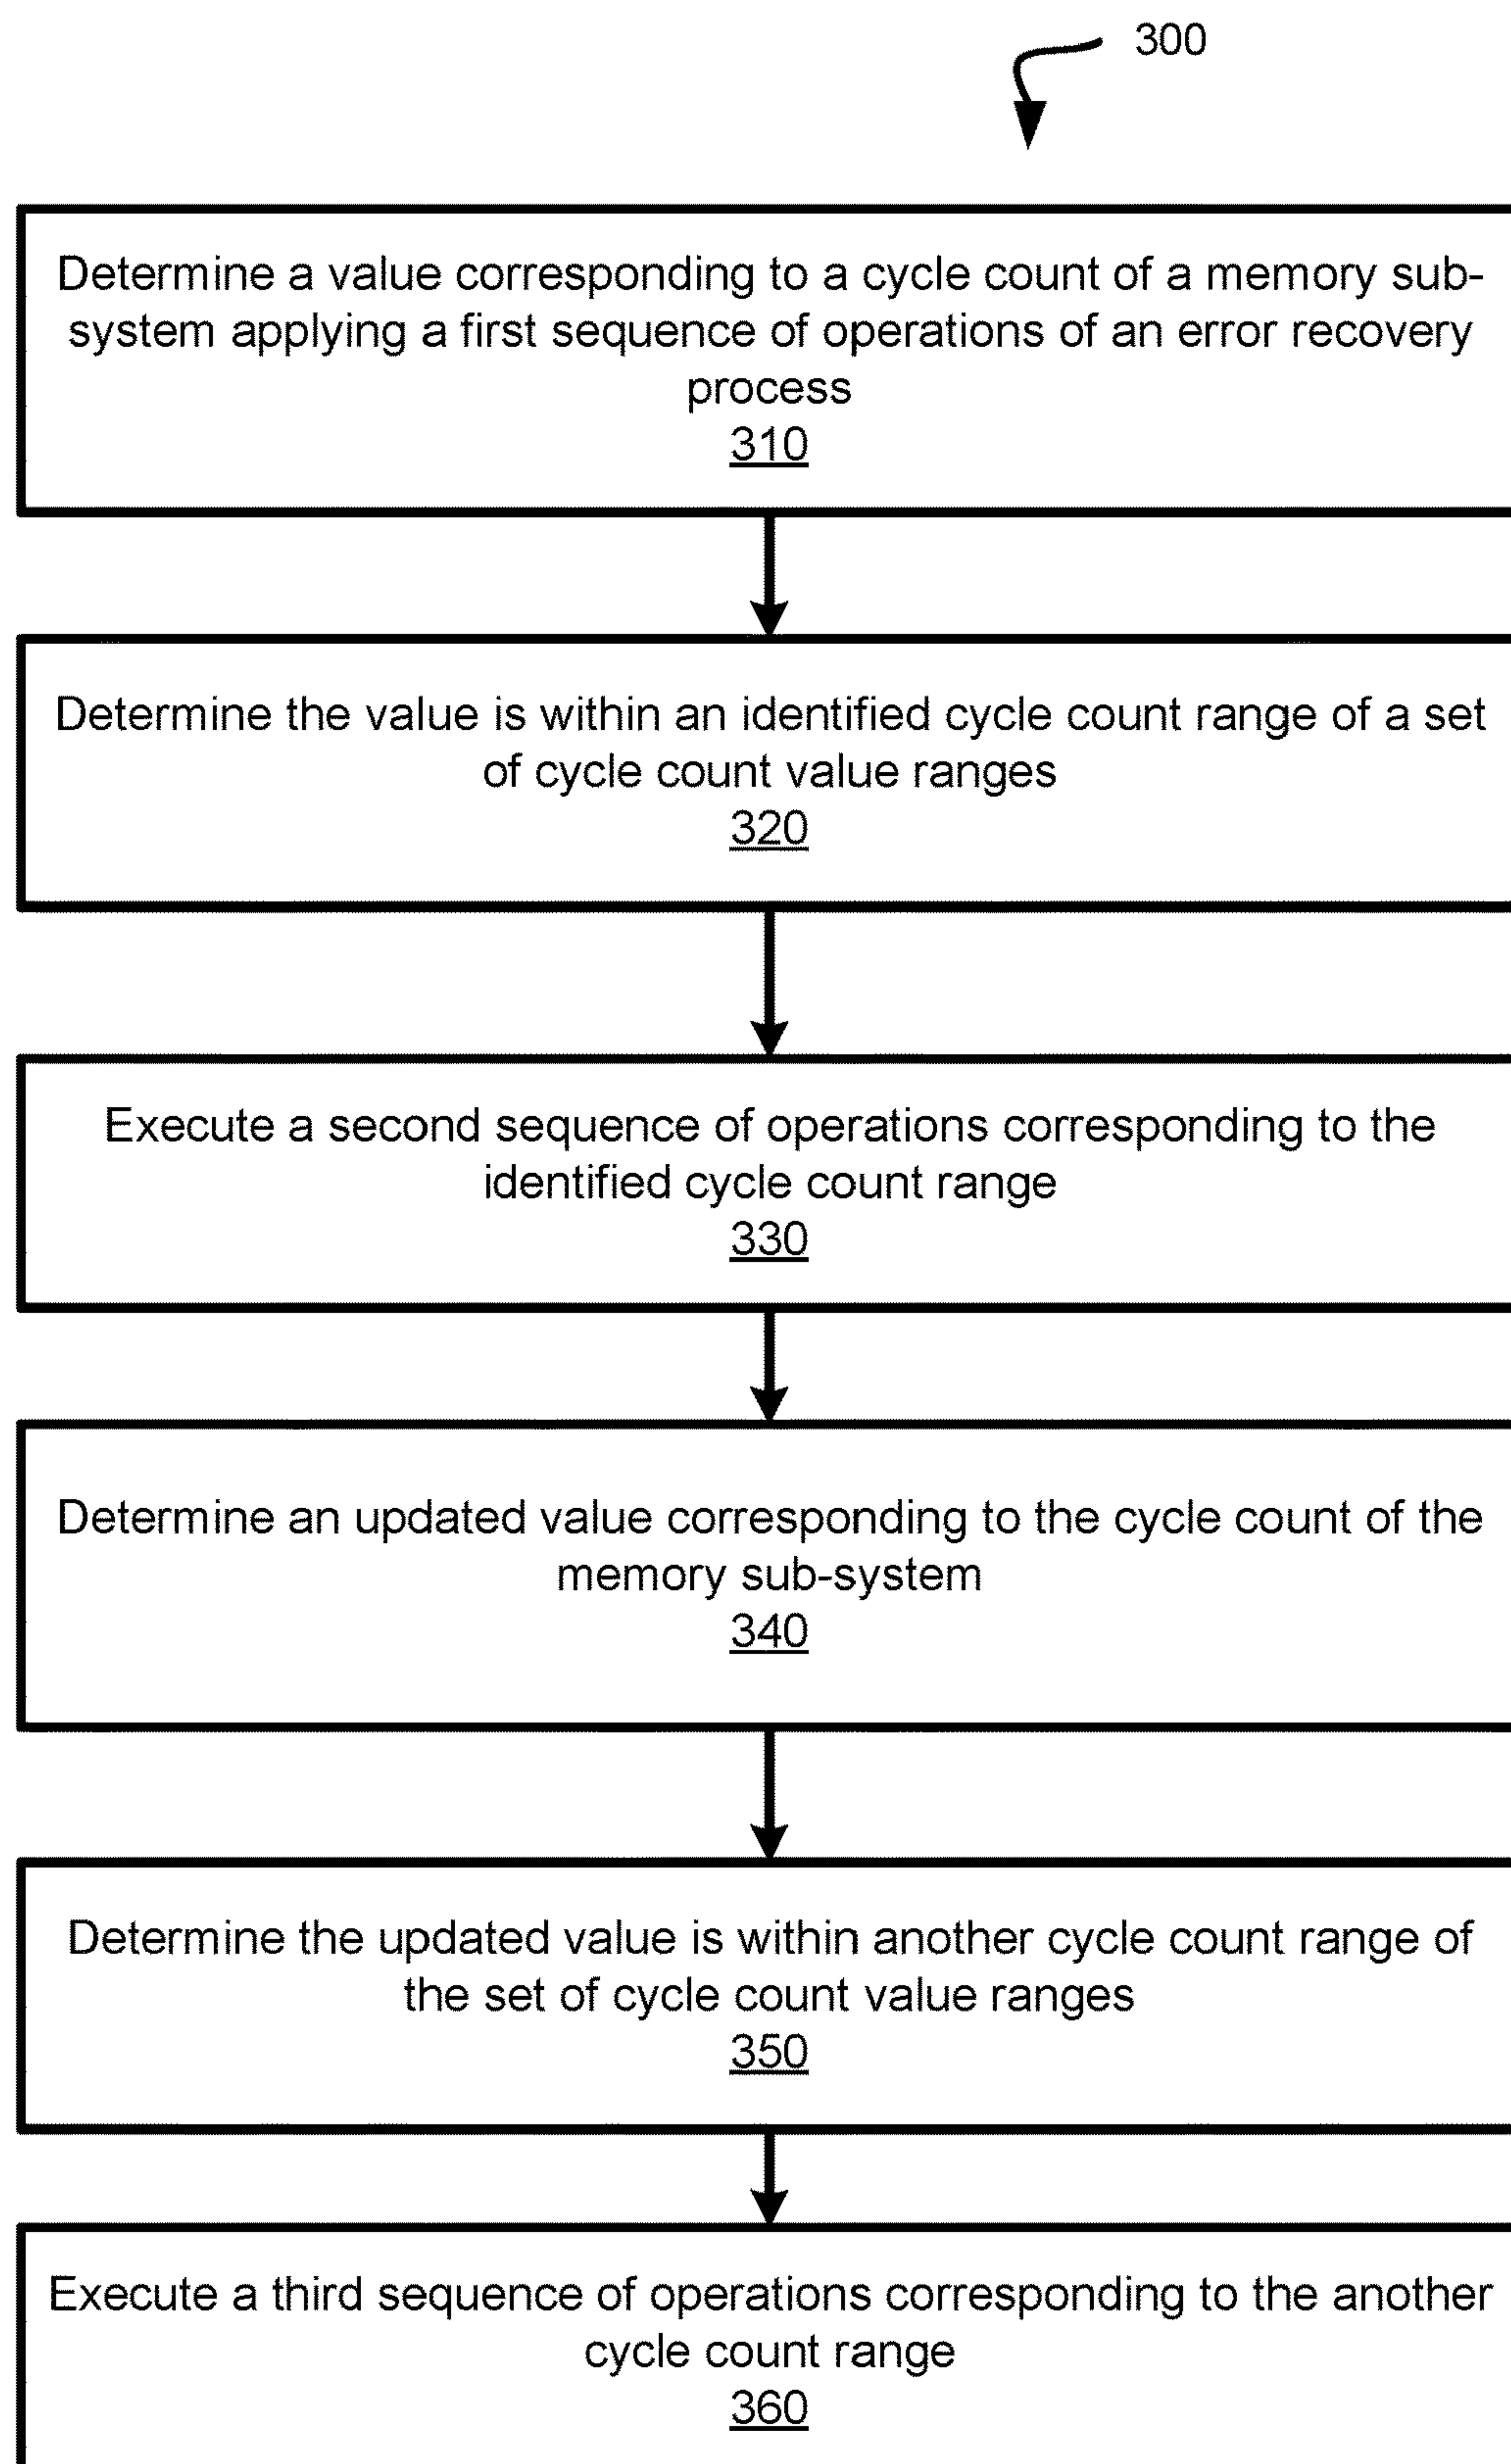 300
Determine a value corresponding to a cycle count of a memory sub-
system applying a first sequence of operations of an error recovery
process
310
Determine the value is within an identified cycle count range of a set
of cycle count value ranges
320
Execute a second sequence of operations corresponding to the
identified cycle count range
330
Determine an updated value corresponding to the cycle count of the
memory sub-system
340
Determine the updated value is within another cycle count range of
the set of cycle count value ranges
350
Execute a third sequence of operations corresponding to the another
cycle count range
360